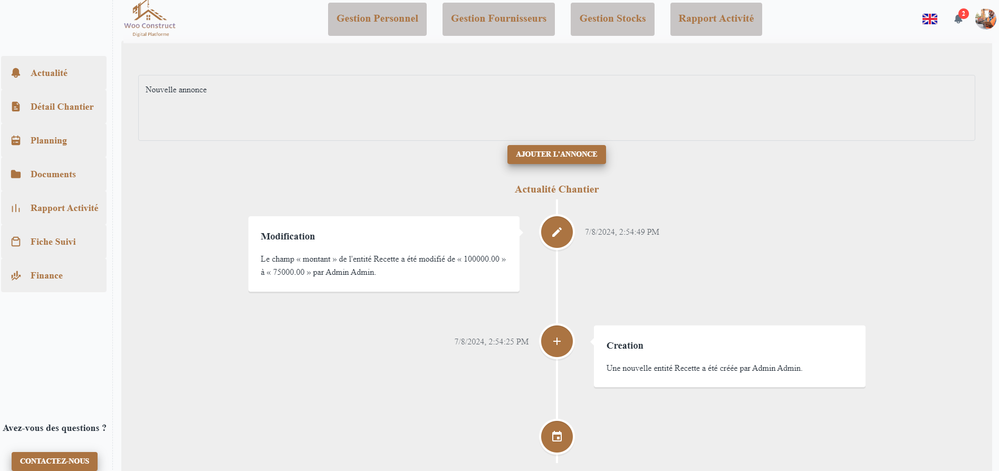 Woo Construct
Digital Platforme
Gestion Personnel
Gestion Fournisseurs
Gestion Stocks
Rapport Activité
2
Actualité
Détail Chantier
Planning
Documents
Rapport Activité
Fiche Suivi
Finance
Avez-vous des questions ?
CONTACTEZ-NOUS
Nouvelle annonce
AJOUTER L'ANNONCE
Actualité Chantier
Modification
Le champ « montant » de l'entité Recette a été modifié de « 100000.00 »
à « 75000.00 » par Admin Admin.
7/8/2024, 2:54:49 PM
7/8/2024, 2:54:25 PM
Creation
Une nouvelle entité Recette a été créée par Admin Admin.